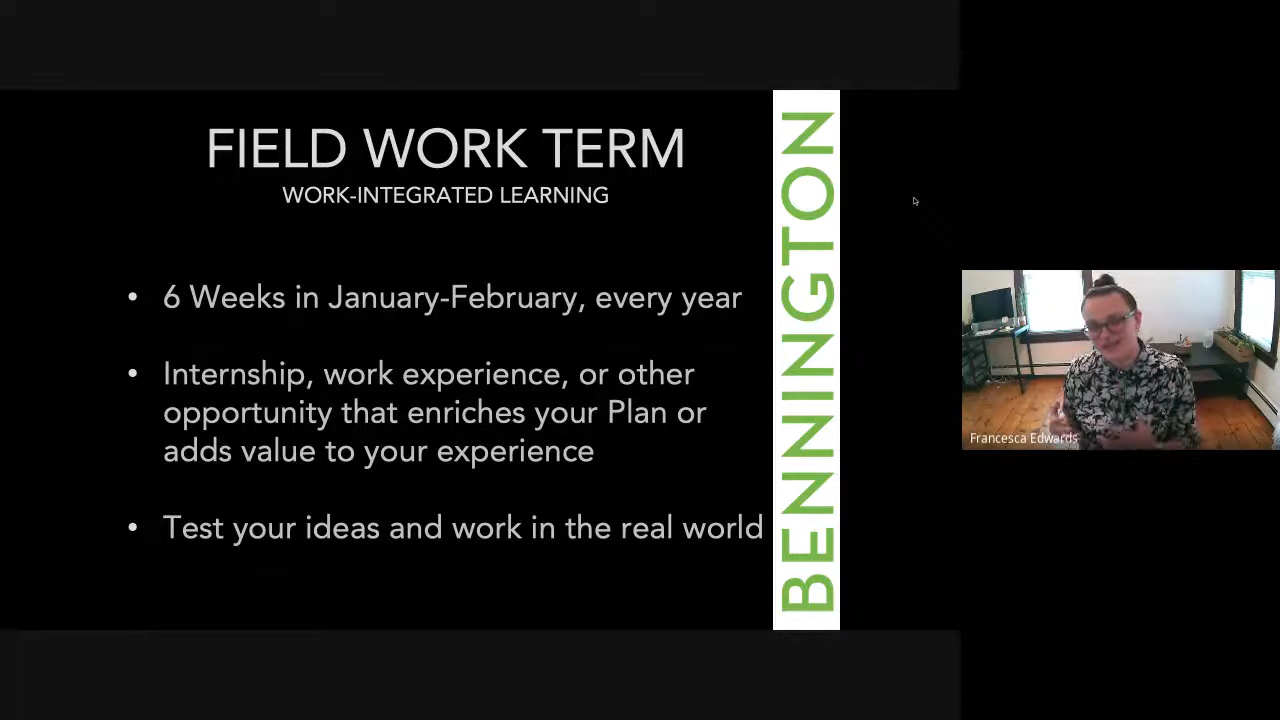 FIELD WORK TERM
WORK-INTEGRATED LEARNING
• 6 Weeks in January-February, every year
• Internship, work experience, or other
opportunity that enriches your Plan or
adds value to your experience
• Test your ideas and work in the real world
BENNINGTON
Francesca Edwards